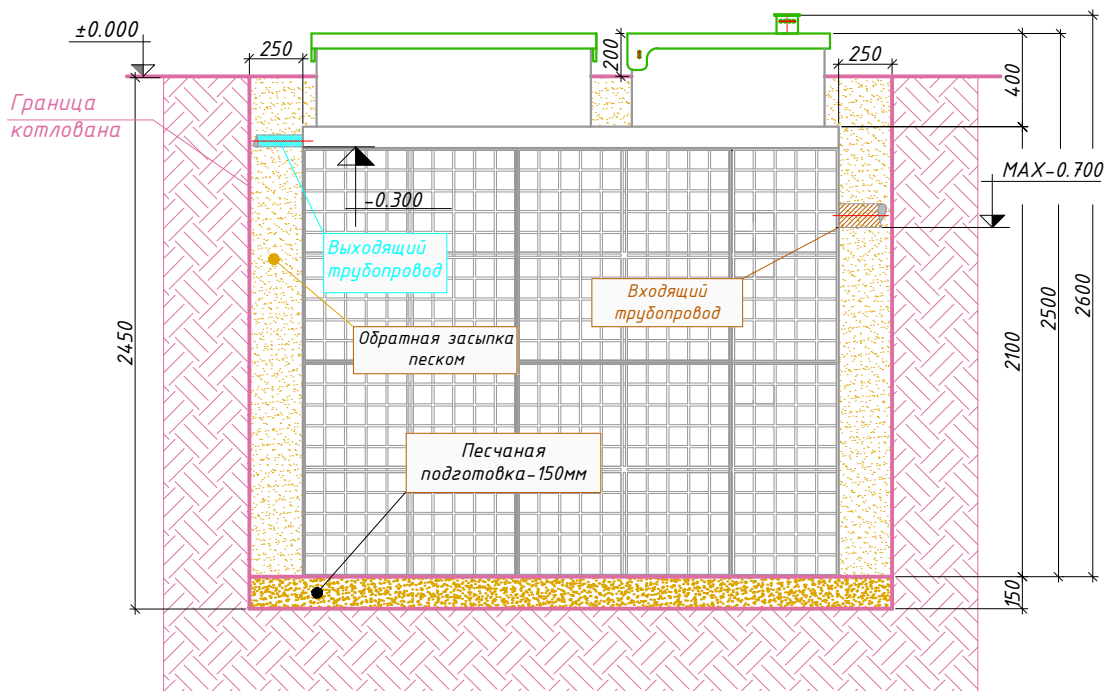 ±0.000
250
200
250
400
Граница
котлована
MAX-0.700
-0.300
Выходящий
трубопровод
Входящий
трубопровод
Обратная засыпка
песком
2450
2100
2500
2600
Песчаная
подготовка-150мм
150